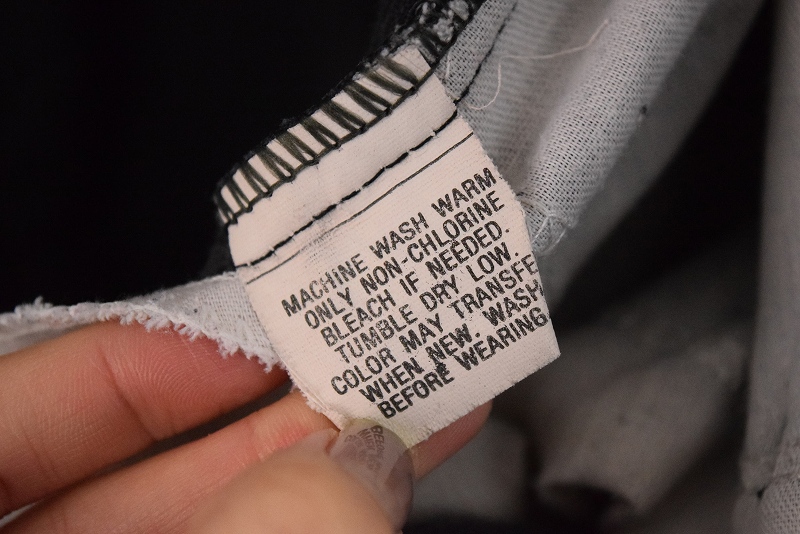 MACHINE WASH WARM
ONLY NON-CHLORINE
BLEACH IF NEEDED.
TUMBLE DRY LOW.
COLOR MAY TRANSFE
WHEN NEW. WASH
BEFORE WEARING